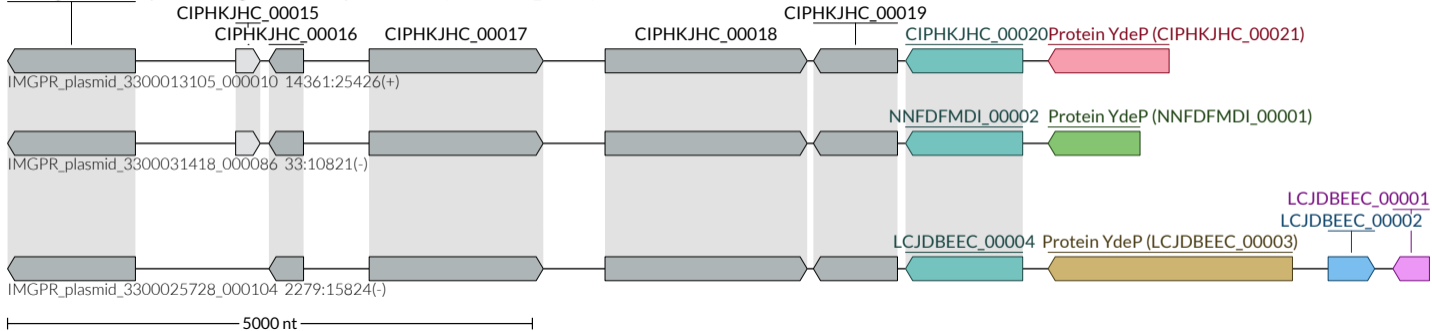 CIPHKJHC_00015
CIPHKJHC_00019
CIPHKJHC_00016
CIPHKJHC_00017
CIPHKJHC_00018
CIPHKJHC_00020
Protein YdeP (CIPHKJHC_00021)
IMGPR_plasmid_3300013105_000010 14361:25426(+)
NNFDFMDI_00002
Protein YdeP (NNFDFMDI_00001)
IMGPR_plasmid_3300031418_000086 33:10821(-)
LCJDBEEC_00001
LCJDBEEC_00002
LCJDBEEC_00004
Protein YdeP (LCJDBEEC_00003)
IMGPR_plasmid_3300025728_000104 2279:15824(-)
5000 nt